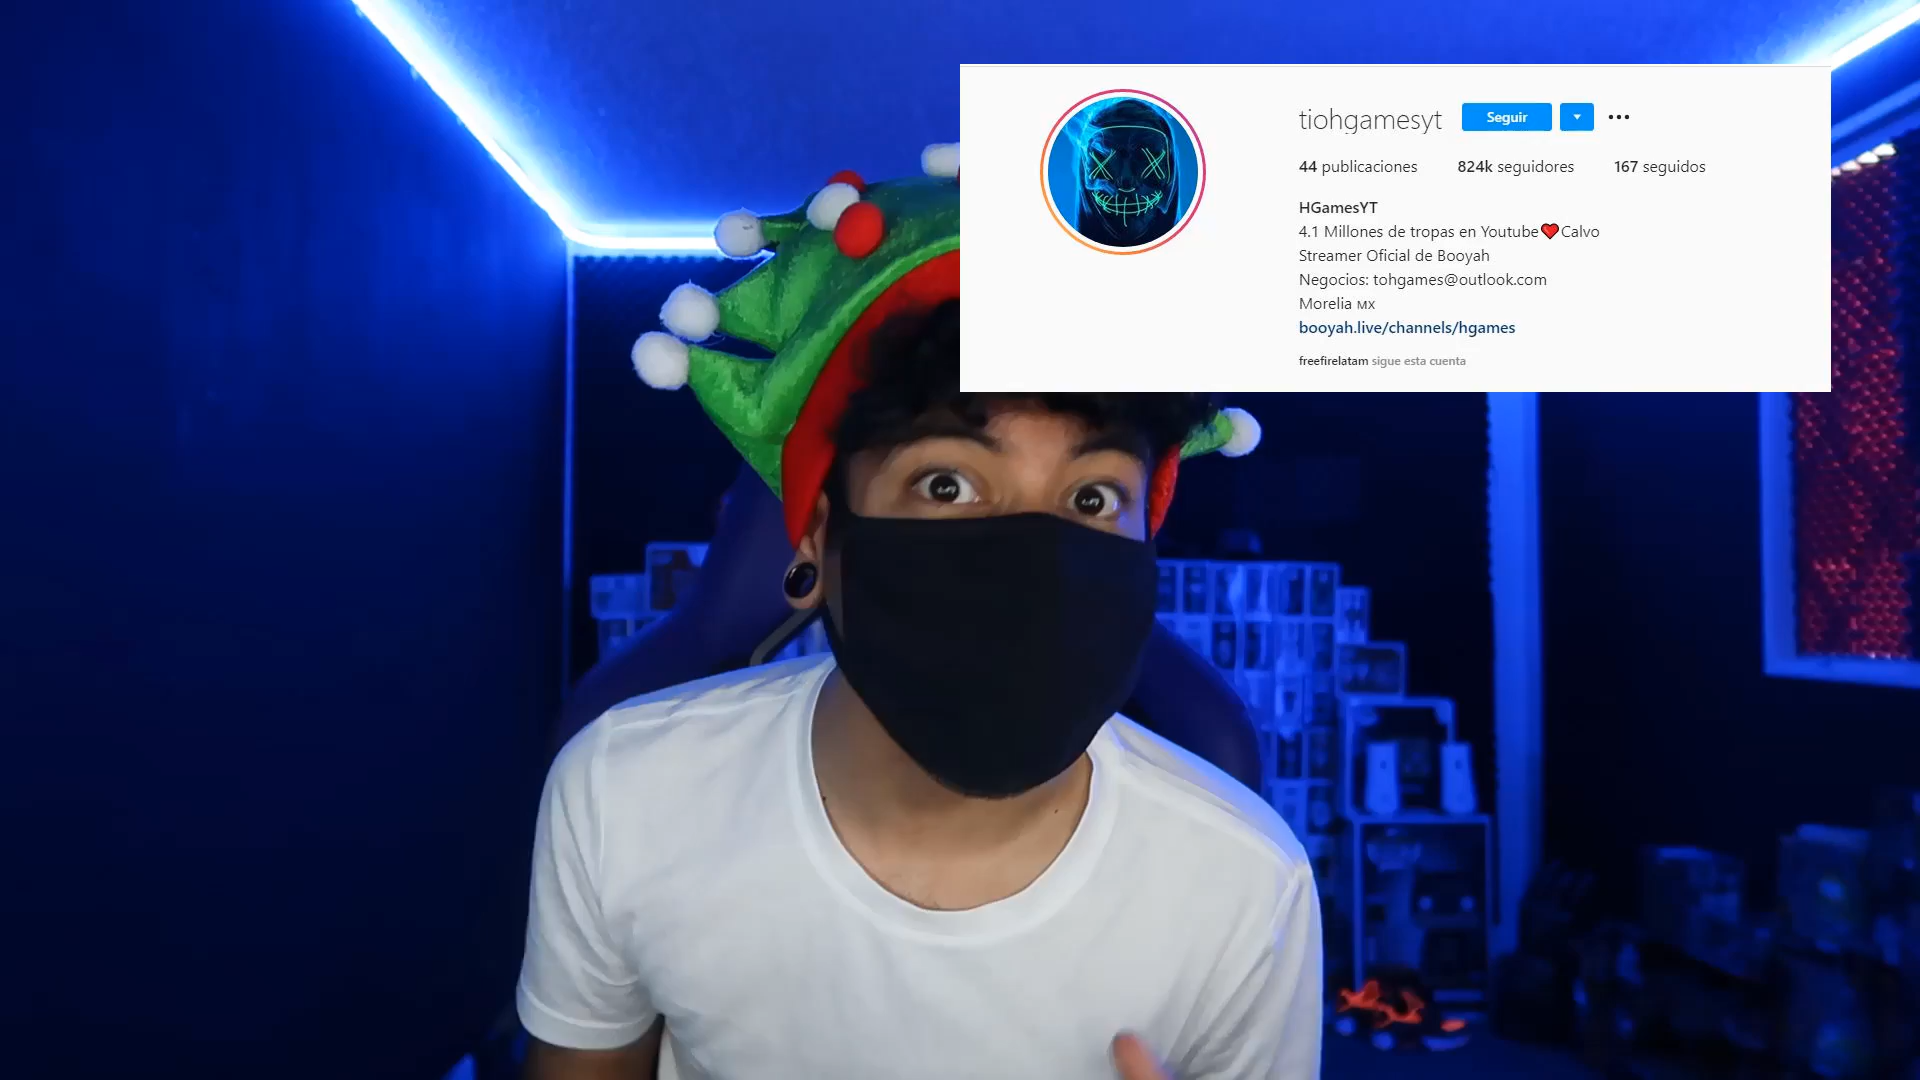 tiohgamesyt Seguir
44 publicaciones 824k seguidores 167 seguidos
HGamesYT
4.1 Millones de tropas en Youtube❤️Calvo
Streamer Oficial de Booyah
Negocios: tohgames@outlook.com
Morelia мх
booyah.live/channels/hgames
freefirelatam sigue esta cuenta